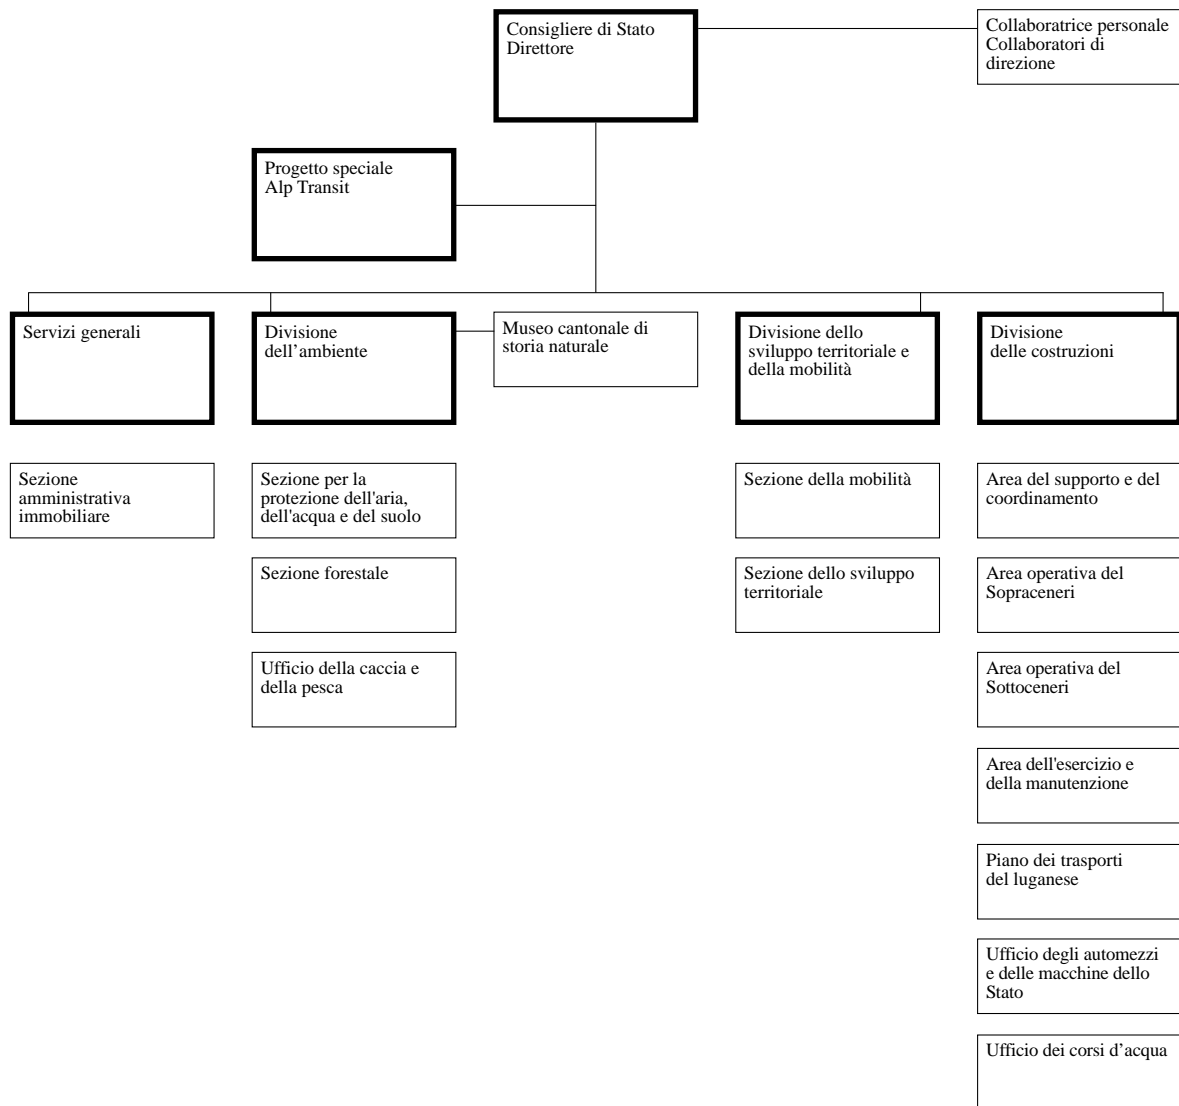 Consigliere di Stato
Direttore
Collaboratrice personale
Collaboratori di
direzione
Progetto speciale
Alp Transit
Servizi generali
Divisione
dell’ambiente
Museo cantonale di
storia naturale
Divisione dello
sviluppo territoriale e
della mobilità
Divisione
delle costruzioni
Sezione
amministrativa
immobiliare
Sezione per la
protezione dell'aria,
dell'acqua e del suolo
Sezione della mobilità
Area del supporto e del
coordinamento
Sezione forestale
Sezione dello sviluppo
territoriale
Area operativa del
Sopraceneri
Ufficio della caccia e
della pesca
Area operativa del
Sottoceneri
Area dell'esercizio e
della manutenzione
Piano dei trasporti
del luganese
Ufficio degli automezzi
e delle macchine dello
Stato
Ufficio dei corsi d’acqua